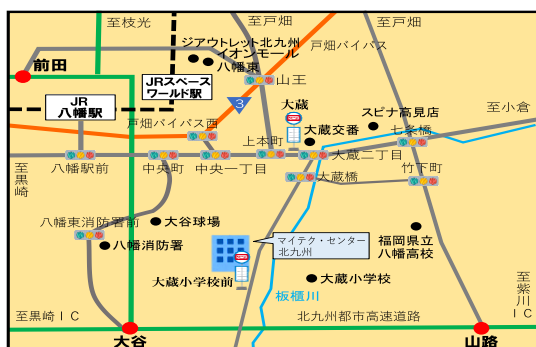 至枝光
至戸畑
至戸畑
ジアウトレット北九州
イオンモール
八幡東
戸畑バイパス
前田
JRスペース
ワールド駅
山王
JR
八幡駅
3
大蔵
スピナ高見店
至小倉
戸畑バイパス西
大蔵交番
七条橋
上本町
大蔵二丁目
至黒崎
八幡駅前
中央町
中央一丁目
大蔵橋
竹下町
八幡東消防署前
大谷球場
マイテク・センター
北九州
福岡県立
八幡高校
八幡消防署
大蔵小学校前
大蔵小学校
板櫃川
至紫川IC
至黒崎IC
北九州都市高速道路
大谷
山路